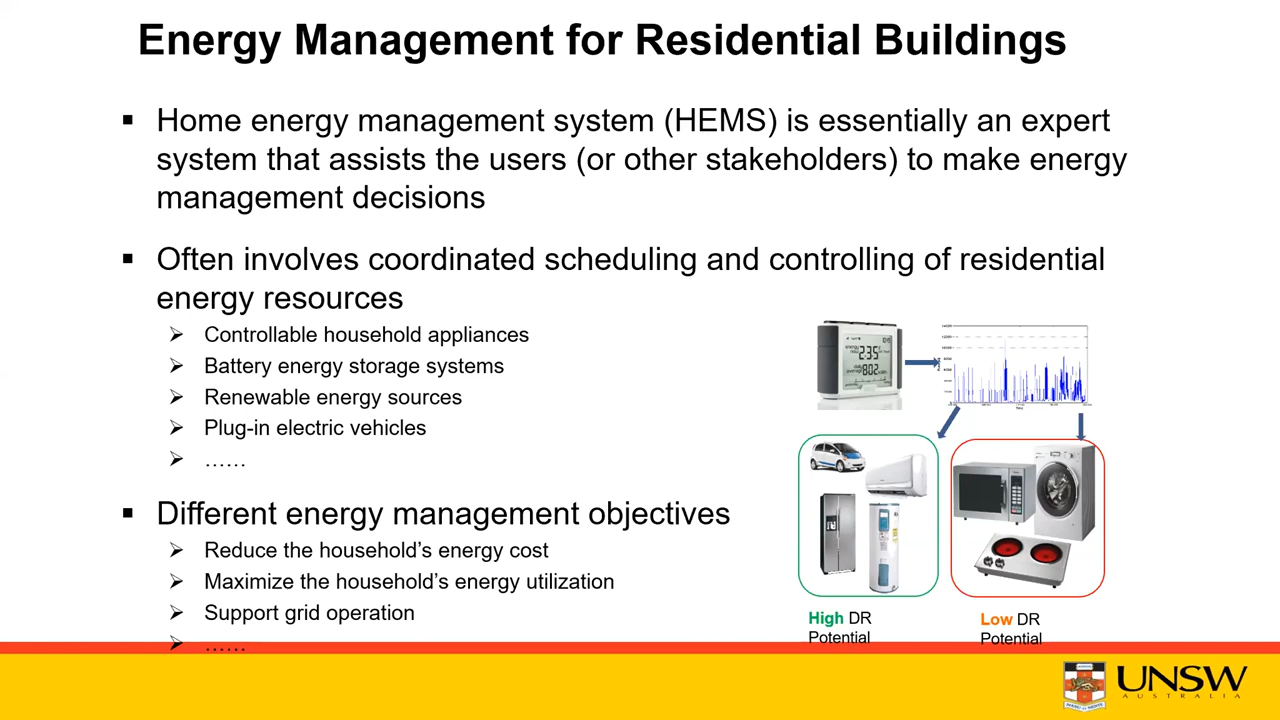 Energy Management for Residential Buildings
▪ Home energy management system (HEMS) is essentially an expert
system that assists the users (or other stakeholders) to make energy
management decisions
▪ Often involves coordinated scheduling and controlling of residential
energy resources
➢ Controllable household appliances
➢ Battery energy storage systems
➢ Renewable energy sources
➢ Plug-in electric vehicles
➢ ……
▪ Different energy management objectives
➢ Reduce the household’s energy cost
➢ Maximize the household’s energy utilization
➢ Support grid operation
➢ ……
energy
235
average
802
High DR
Potential
Low DR
Potential
UNSW
AUSTRALIA